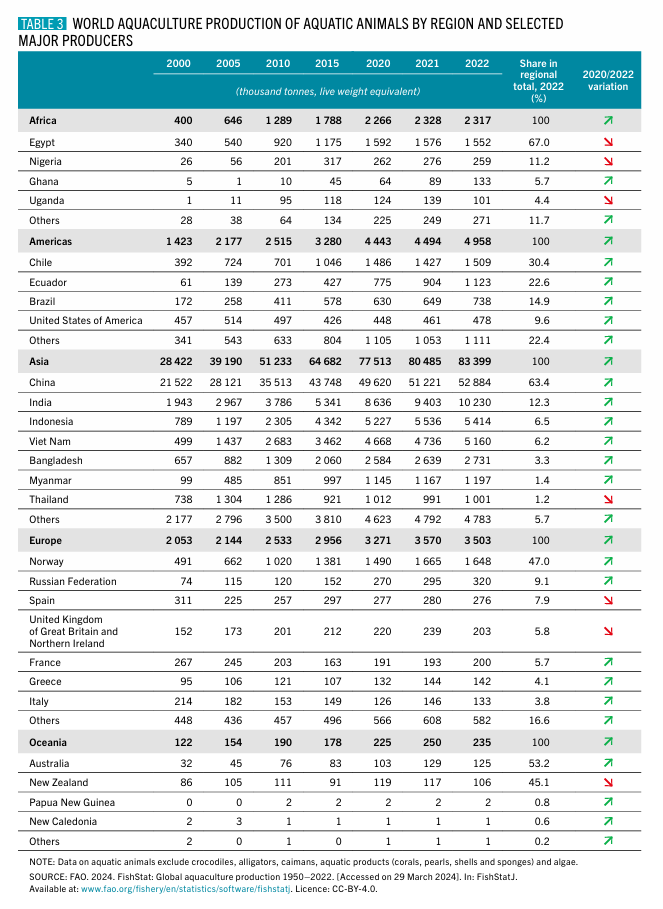 TABLE 3 WORLD AQUACULTURE PRODUCTION OF AQUATIC ANIMALS BY REGION AND SELECTED
MAJOR PRODUCERS
2000 2005 2010 2015 2020 2021 2022 Share in regional total, 2022 (%) 2020/2022 variation
(thousand tonnes, live weight equivalent)
Africa 400 646 1 289 1 788 2 266 2 328 2 317 100 ↗
Egypt 340 540 920 1 175 1 592 1 576 1 552 67.0 ↘
Nigeria 26 56 201 317 262 276 259 11.2 ↘
Ghana 5 1 10 45 64 89 133 5.7 ↗
Uganda 1 11 95 118 124 139 101 4.4 ↘
Others 28 38 64 134 225 249 271 11.7 ↗
Americas 1 423 2 177 2 515 3 280 4 443 4 494 4 958 100 ↗
Chile 392 724 701 1 046 1 486 1 427 1 509 30.4 ↗
Ecuador 61 139 273 427 775 904 1 123 22.6 ↗
Brazil 172 258 411 578 630 649 738 14.9 ↗
United States of America 457 514 497 426 448 461 478 9.6 ↗
Others 341 543 633 804 1 105 1 053 1 111 22.4 ↗
Asia 28 422 39 190 51 233 64 682 77 513 80 485 83 399 100 ↗
China 21 522 28 121 35 513 43 748 49 620 51 221 52 884 63.4 ↗
India 1 943 2 967 3 786 5 341 8 636 9 403 10 230 12.3 ↗
Indonesia 789 1 197 2 305 4 342 5 227 5 536 5 414 6.5 ↗
Viet Nam 499 1 437 2 683 3 462 4 668 4 736 5 160 6.2 ↗
Bangladesh 657 882 1 309 2 060 2 584 2 639 2 731 3.3 ↗
Myanmar 99 485 851 997 1 145 1 167 1 197 1.4 ↗
Thailand 738 1 304 1 286 921 1 012 991 1 001 1.2 ↘
Others 2 177 2 796 3 500 3 810 4 623 4 792 4 783 5.7 ↗
Europe 2 053 2 144 2 533 2 956 3 271 3 570 3 503 100 ↗
Norway 491 662 1 020 1 381 1 490 1 665 1 648 47.0 ↗
Russian Federation 74 115 120 152 270 295 320 9.1 ↗
Spain 311 225 257 297 277 280 276 7.9 ↘
United Kingdom
of Great Britain and
Northern Ireland 152 173 201 212 220 239 203 5.8 ↘
France 267 245 203 163 191 193 200 5.7 ↗
Greece 95 106 121 107 132 144 142 4.1 ↗
Italy 214 182 153 149 126 146 133 3.8 ↗
Others 448 436 457 496 566 608 582 16.6 ↗
Oceania 122 154 190 178 225 250 235 100 ↗
Australia 32 45 76 83 103 129 125 53.2 ↗
New Zealand 86 105 111 91 119 117 106 45.1 ↘
Papua New Guinea 0 0 2 2 2 2 2 0.8 ↗
New Caledonia 2 3 1 1 1 1 1 0.6 ↗
Others 2 0 1 0 1 1 1 0.2 ↗
NOTE: Data on aquatic animals exclude crocodiles, alligators, caimans, aquatic products (corals, pearls, shells and sponges) and algae.
SOURCE: FAO. 2024. FishStat: Global aquaculture production 1950–2022. [Accessed on 29 March 2024]. In: FishStatJ.
Available at: www.fao.org/fishery/en/statistics/software/fishstatj. Licence: CC-BY-4.0.